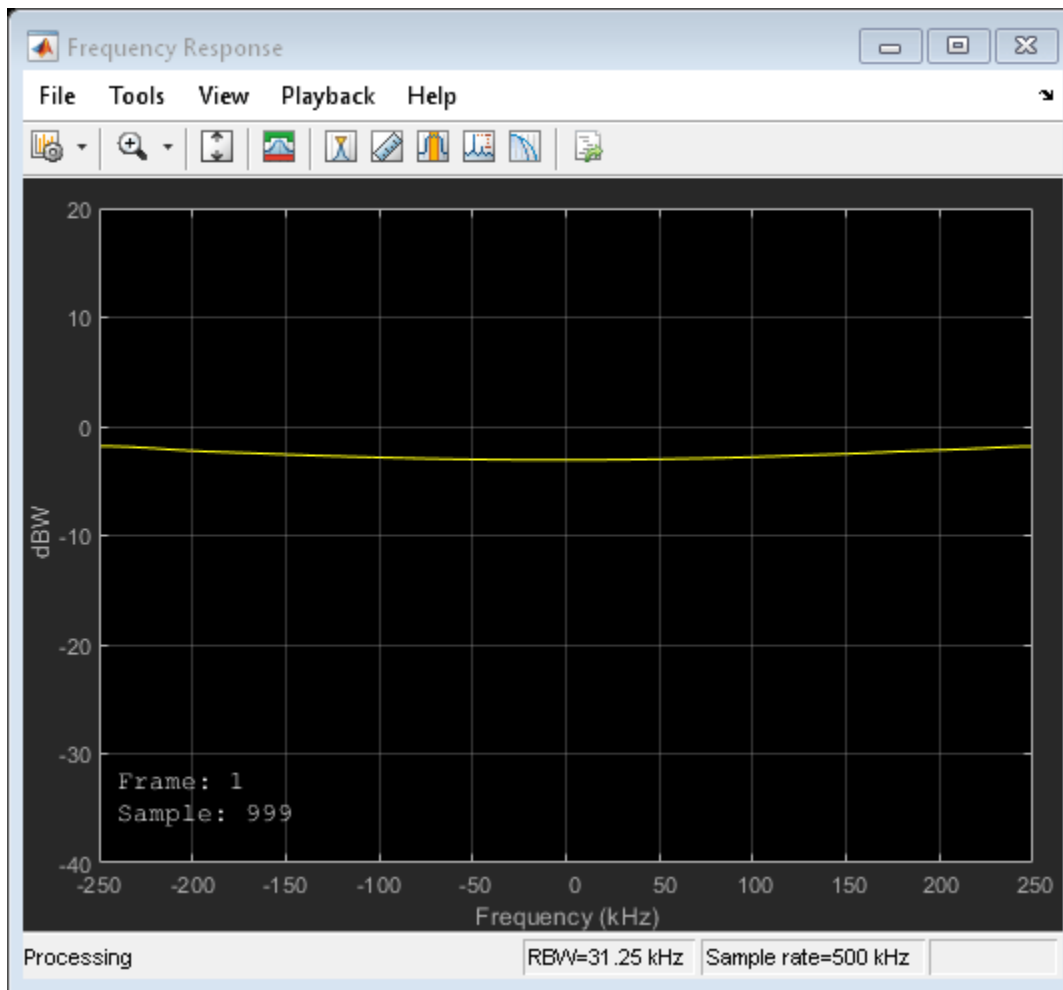 Frequency Response
File Tools View Playback Help
20
10
0
-10
-20
-30
-40
dBW
Frame: 1
Sample: 999
-250 -200 -150 -100 -50 0 50 100 150 200 250
Frequency (kHz)
Processing RBW=31.25 kHz Sample rate=500 kHz